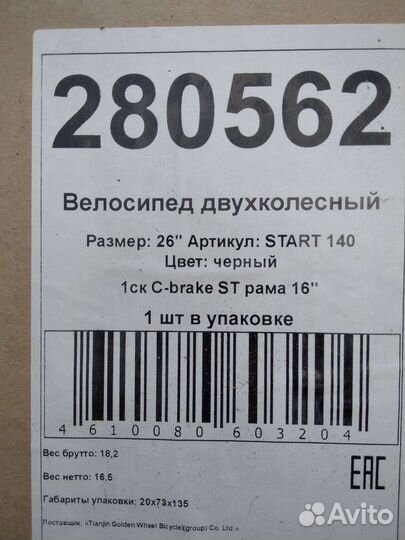 280562
Велосипед двухколесный
Размер: 26" Артикул: START 140
Цвет: черный
1ск C-brake ST рама 16"
1 шт в упаковке
4 610080 603204
Вес брутто: 18,2
Вес нетто: 16,5
EAC
Габариты упаковки: 20x73x135
Поставщик: «Tianjin Golden Wheel Bicycle(group) Co. Ltd »
Avito